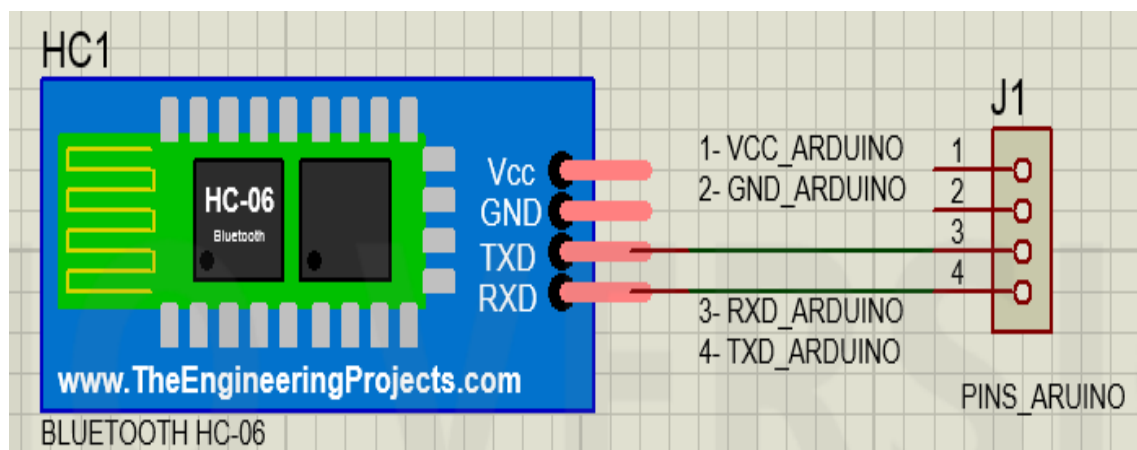 HC1
J1
1- VCC_ARDUINO
1
Vcc
2- GND_ARDUINO
2
HC-06
GND
Bluetooth
3
TXD
4
RXD
3- RXD_ARDUINO
4- TXD_ARDUINO
www.TheEngineeringProjects.com
PINS_ARUINO
BLUETOOTH HC-06